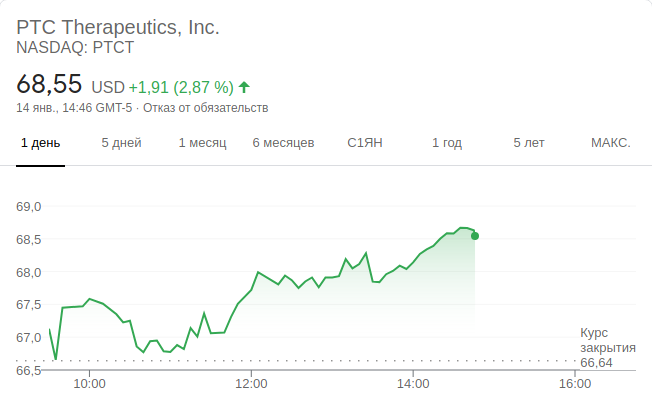 PTC Therapeutics, Inc.
NASDAQ: PTCT
68,55 USD +1,91 (2,87 %)
14 янв., 14:46 GMT-5 · Отказ от обязательств
1 день 5 дней 1 месяц 6 месяцев С1ЯН 1 год 5 лет МАКС.
69,0
68,5
68,0
67,5
67,0
66,5
Курс
закрытия
66,64
10:00 12:00 14:00 16:00